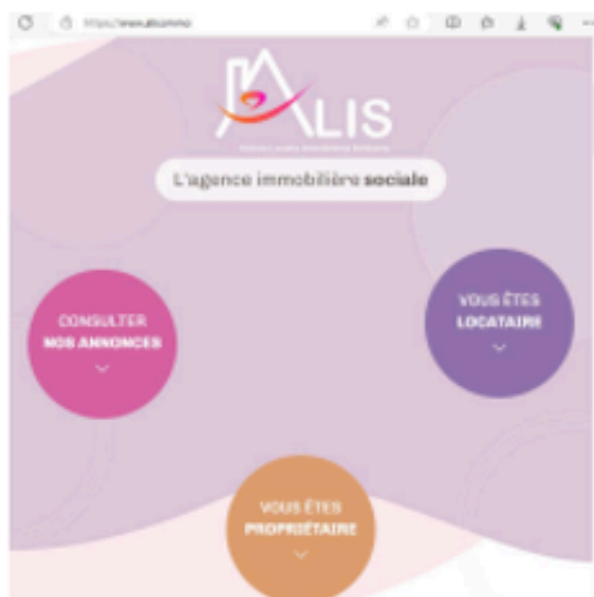 ALIS
L'agence immobilière sociale
CONSULTER
NOS ANNONCES
VOUS ÊTES
LOCATAIRE
VOUS ÊTES
PROPRIÉTAIRE